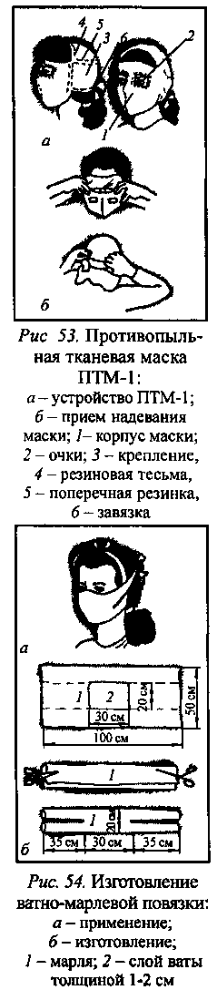 4 5 3 6 2
а 1
б
Рис 53. Противопыль-
ная тканевая маска
ПТМ-1:
а – устройство ПТМ-1;
б – прием надевания
маски; 1– корпус маски;
2 – очки; 3 – крепление,
4 – резиновая тесьма,
5 – поперечная резинка,
6 – завязка
а
1 2 20 см 50 см
30 см
100 см
1
1 20 см
б 35 см 30 см 35 см
Рис. 54. Изготовление
ватно-марлевой повязки:
а – применение;
б – изготовление;
1 – марля; 2 – слой ваты
толщиной 1-2 см